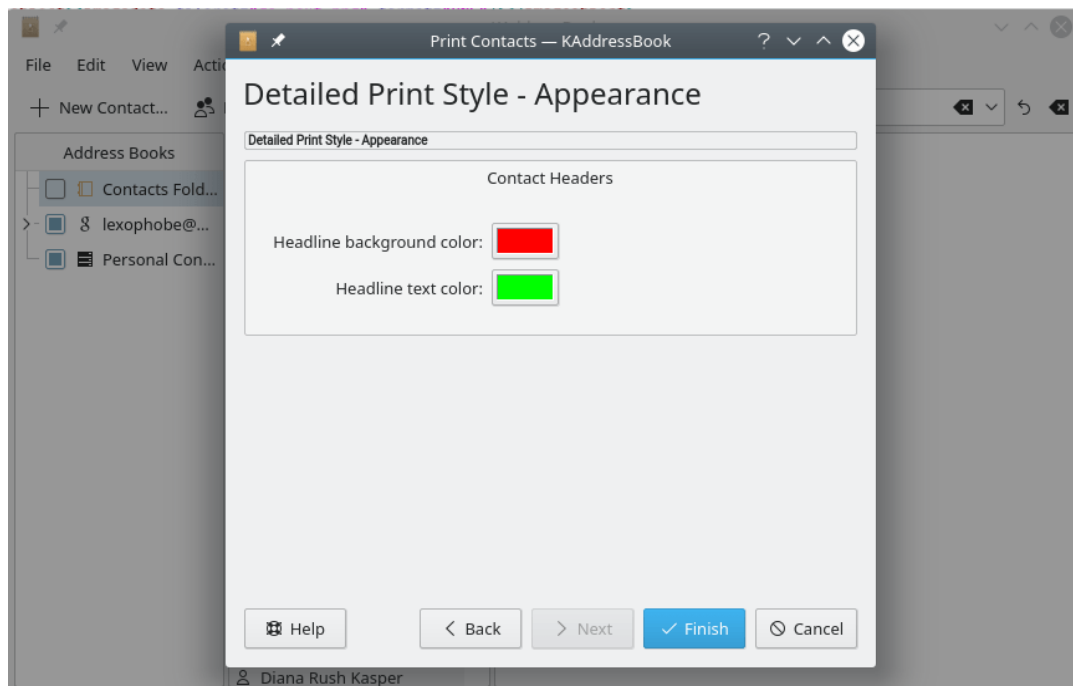 Print Contacts — KAddressBook
File Edit View
New Contact...
Address Books
Contacts Fold...
lexophobe@...
Personal Con...
Detailed Print Style - Appearance
Detailed Print Style - Appearance
Contact Headers
Headline background color:
Headline text color:
Help
Back
Next
Finish
Cancel
Diana Rush Kasper